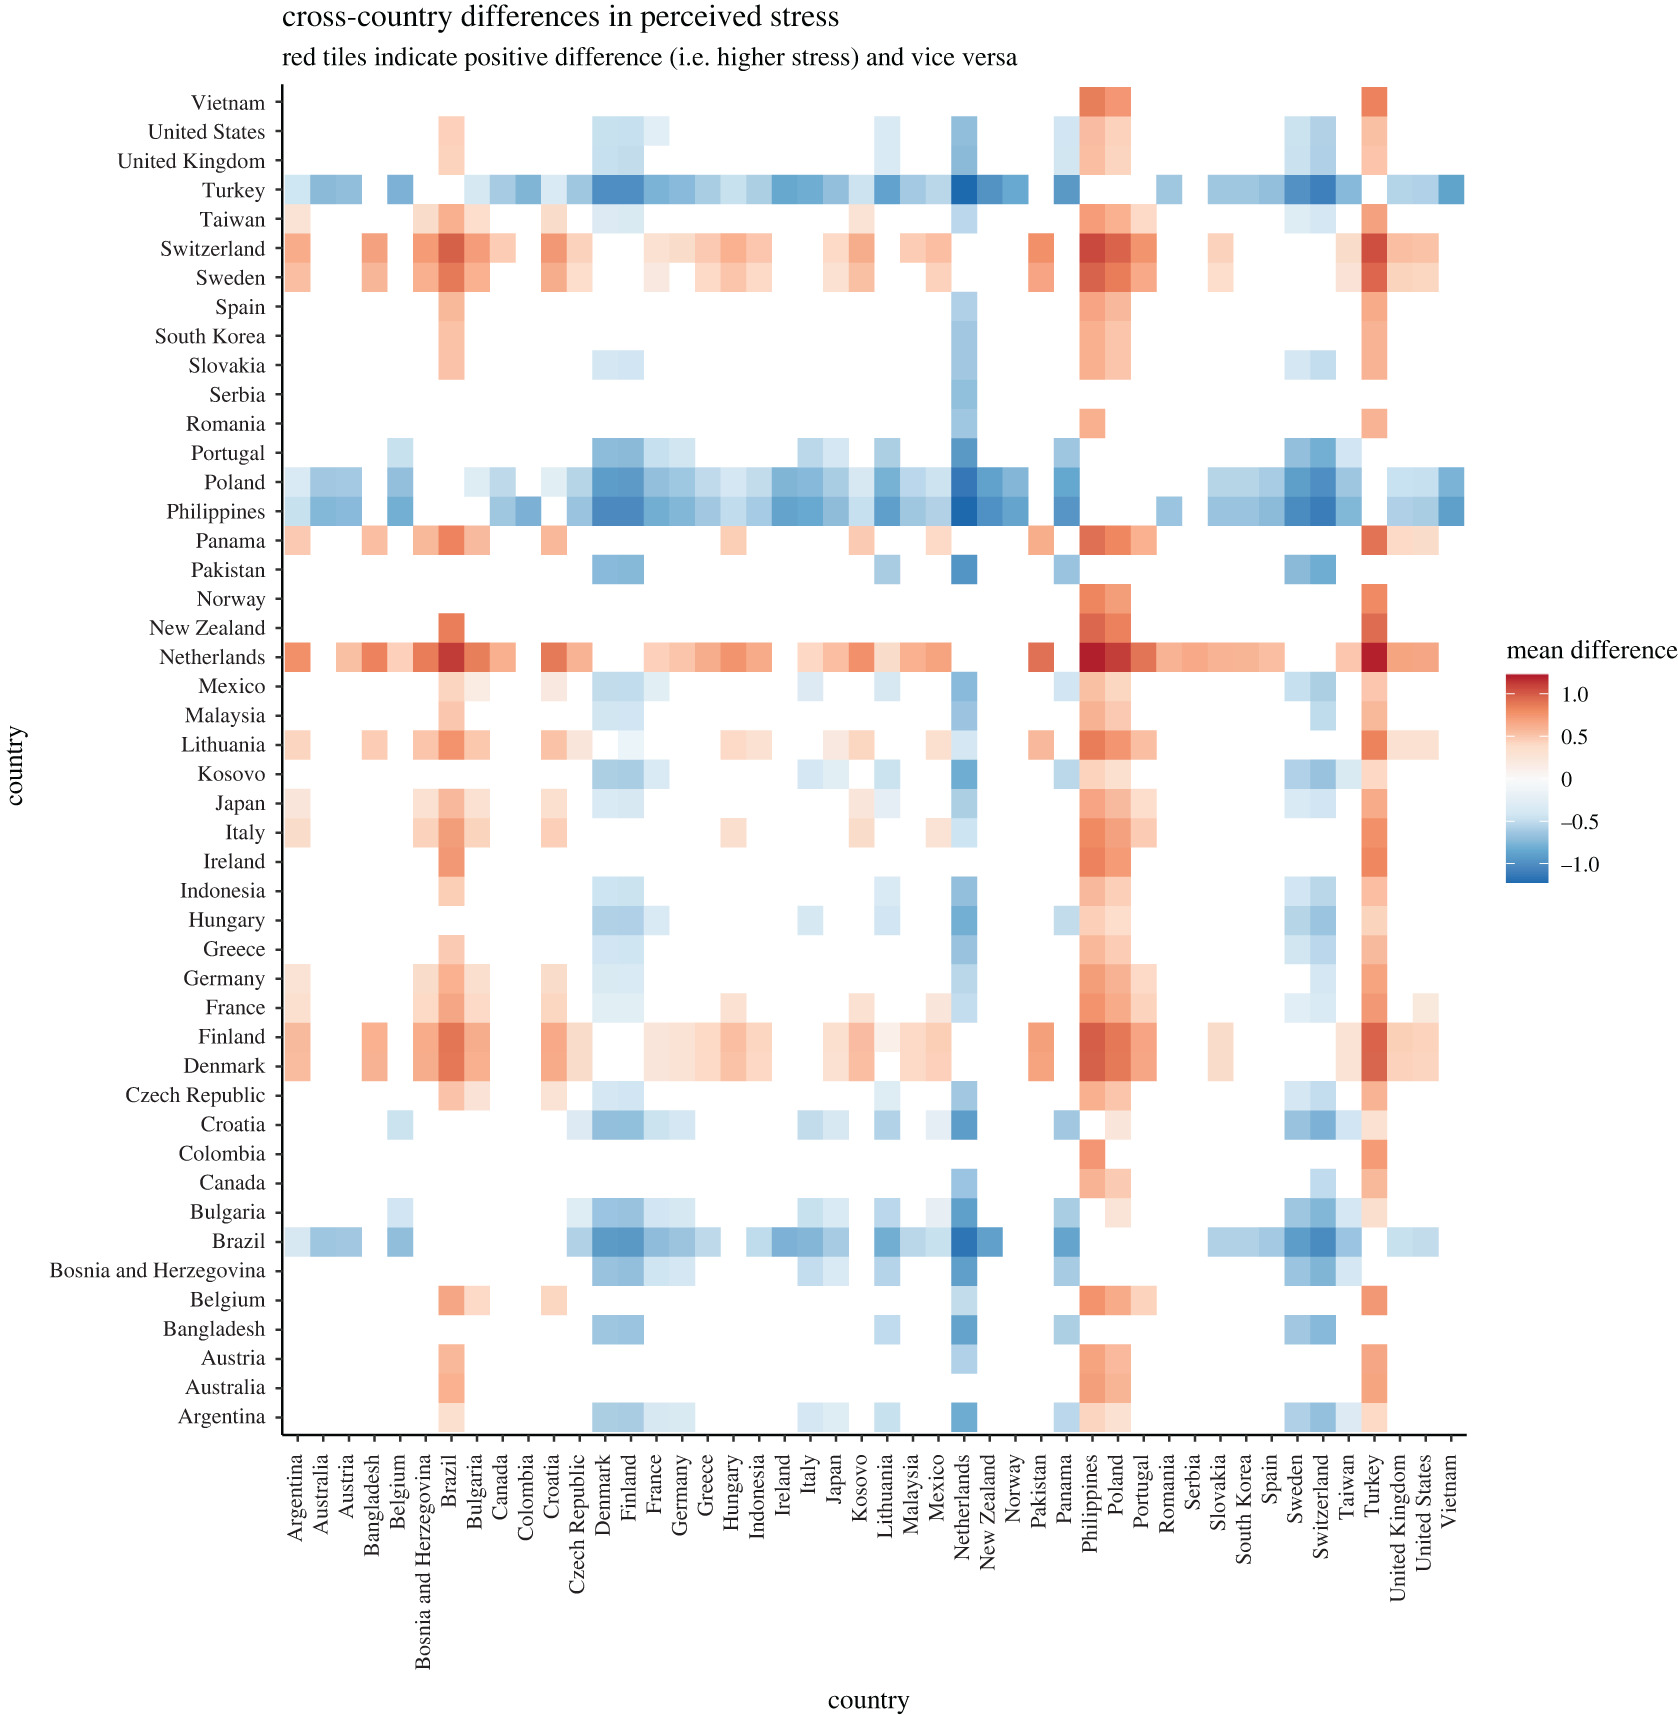 cross-country differences in perceived stress
red tiles indicate positive difference (i.e. higher stress) and vice versa
Vietnam
United States
United Kingdom
Turkey
Taiwan
Switzerland
Sweden
Spain
South Korea
Slovakia
Serbia
Romania
Portugal
Poland
Philippines
Panama
Pakistan
Norway
New Zealand
Netherlands
Mexico
Malaysia
Lithuania
Kosovo
Japan
Italy
Ireland
Indonesia
Hungary
Greece
Germany
France
Finland
Denmark
Czech Republic
Croatia
Colombia
Canada
Bulgaria
Brazil
Bosnia and Herzegovina
Belgium
Bangladesh
Austria
Australia
Argentina
country
mean difference
1.0
0.5
0
–0.5
–1.0
Argentina
Australia
Austria
Bangladesh
Belgium
Bosnia and Herzegovina
Brazil
Bulgaria
Canada
Colombia
Croatia
Czech Republic
Denmark
Finland
France
Germany
Greece
Hungary
Indonesia
Ireland
Italy
Japan
Kosovo
Lithuania
Malaysia
Mexico
Netherlands
New Zealand
Norway
Pakistan
Panama
Philippines
Poland
Portugal
Romania
Serbia
Slovakia
South Korea
Spain
Sweden
Switzerland
Taiwan
Turkey
United Kingdom
United States
Vietnam
country